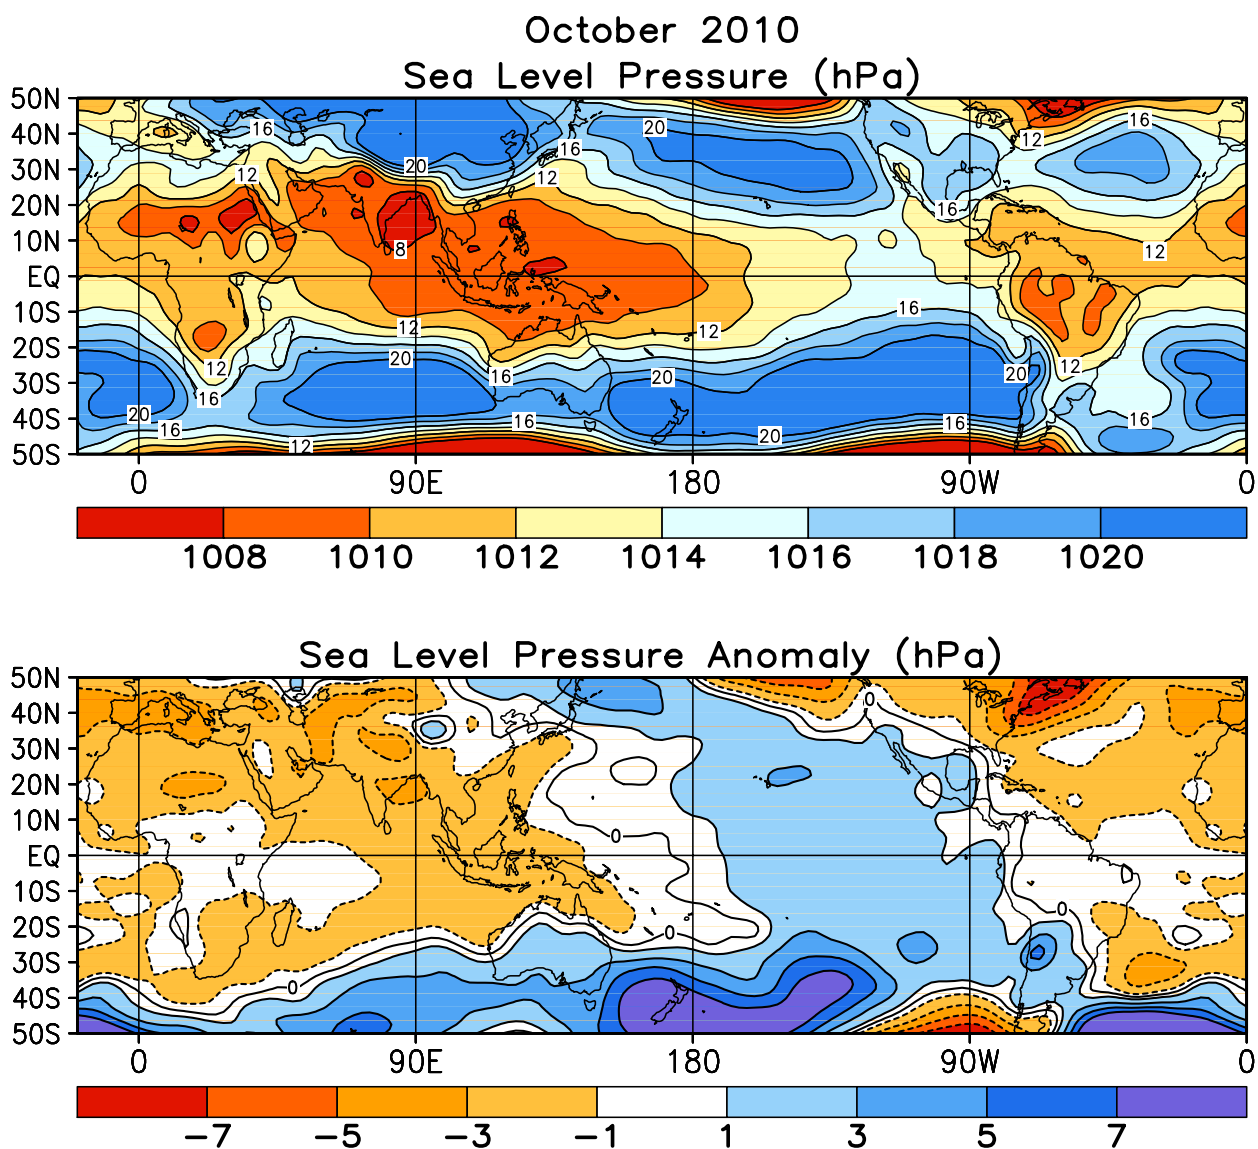 October 2010
Sea Level Pressure (hPa)
50N
40N
30N
20N
10N
EQ
10S
20S
30S
40S
50S
16
20
16
20
12
12
16
12
16
8
12
16
12
12
12
20
12
16
20
20
12
16
20
16
16
20
16
16
12
0
90E
180
90W
0
1008 1010 1012 1014 1016 1018 1020
Sea Level Pressure Anomaly (hPa)
50N
40N
30N
20N
10N
EQ
10S
20S
30S
40S
50S
0
0
0
0
0
0
90E
180
90W
0
−7 −5 −3 −1 1 3 5 7